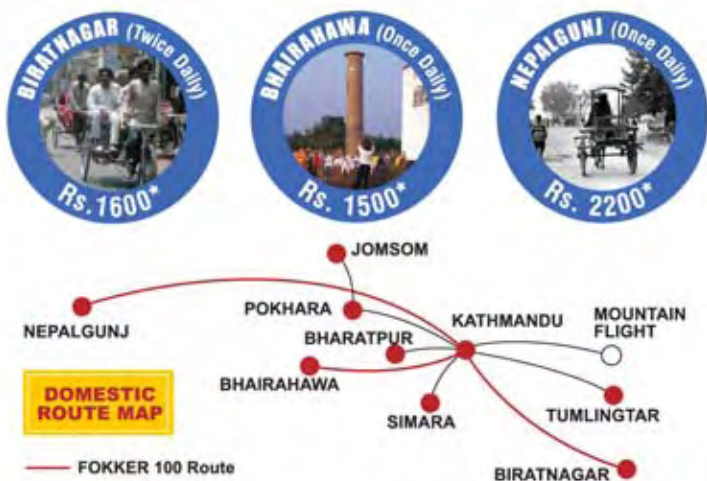 BIRATNAGAR (Twice Daily)
Rs.1600*
BHAIRAHAWA (Once Daily)
Rs. 1500*
NEPALGUNJ (Once Daily)
Rs. 2200*
JOMSOM
POKHARA
KATHMANDU
MOUNTAIN
FLIGHT
NEPALGUNJ
BHARATPUR
BHAIRAHAWA
DOMESTIC
ROUTE MAP
SIMARA
TUMLINGTAR
FOKKER 100 Route
BIRATNAGAR